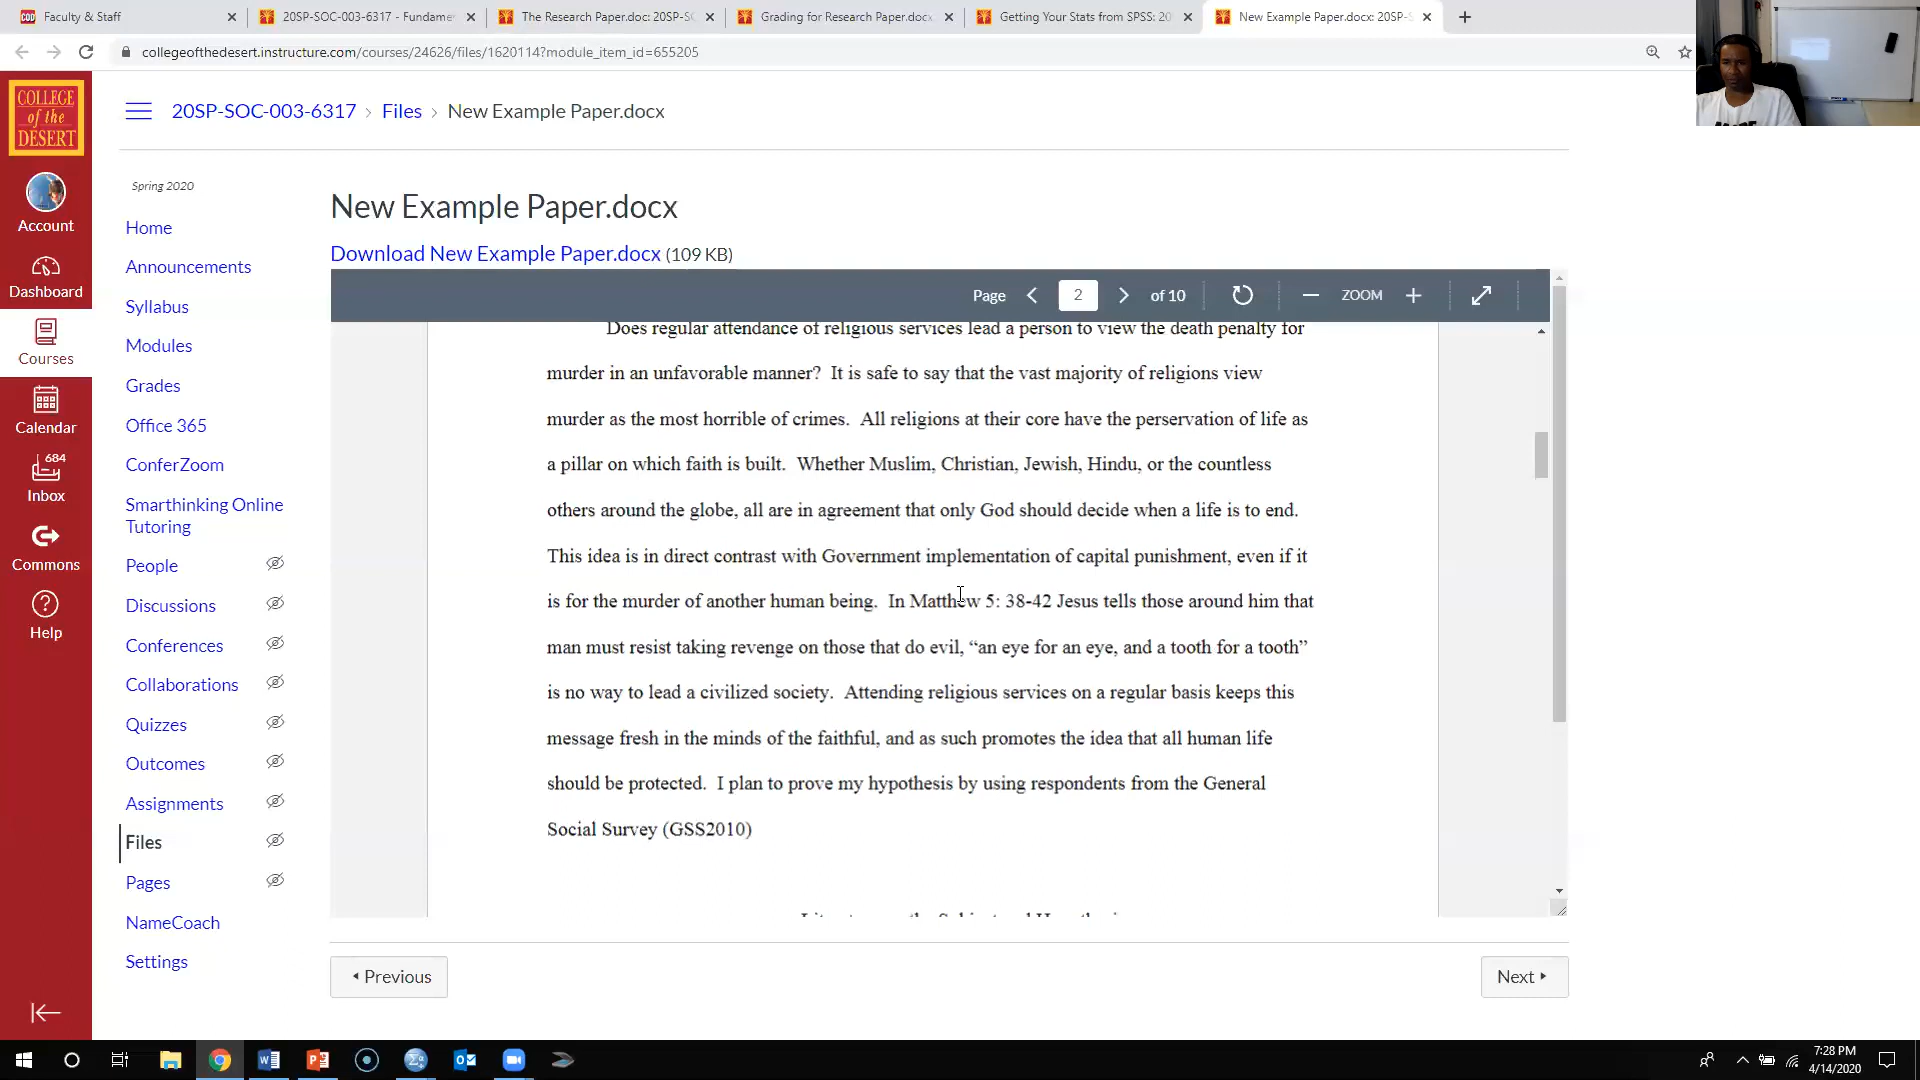 Faculty & Staff
20SP-SOC-003-6317 - Fundame
The Research Paper.doc: 20SP-S
Grading for Research Paper.docx
Getting Your Stats from SPSS: 20
New Example Paper.docx: 20SP-
collegeofthedesert.instructure.com/courses/24626/files/1620114?module_item_id=655205
COLLEGE
of the
DESERT
Account
Dashboard
Courses
Calendar
684
Inbox
Commons
Help
20SP-SOC-003-6317 › Files › New Example Paper.docx
Spring 2020
Home
Announcements
Syllabus
Modules
Grades
Office 365
ConferZoom
Smarthinking Online
Tutoring
People
Discussions
Conferences
Collaborations
Quizzes
Outcomes
Assignments
Files
Pages
NameCoach
Settings
New Example Paper.docx
Download New Example Paper.docx (109 KB)
Page 2 of 10 ZOOM
Does regular attendance of religious services lead a person to view the death penalty for
murder in an unfavorable manner? It is safe to say that the vast majority of religions view
murder as the most horrible of crimes. All religions at their core have the perservation of life as
a pillar on which faith is built. Whether Muslim, Christian, Jewish, Hindu, or the countless
others around the globe, all are in agreement that only God should decide when a life is to end.
This idea is in direct contrast with Government implementation of capital punishment, even if it
is for the murder of another human being. In Matthew 5: 38-42 Jesus tells those around him that
man must resist taking revenge on those that do evil, “an eye for an eye, and a tooth for a tooth”
is no way to lead a civilized society. Attending religious services on a regular basis keeps this
message fresh in the minds of the faithful, and as such promotes the idea that all human life
should be protected. I plan to prove my hypothesis by using respondents from the General
Social Survey (GSS2010)
Previous
Next
7:28 PM
4/14/2020